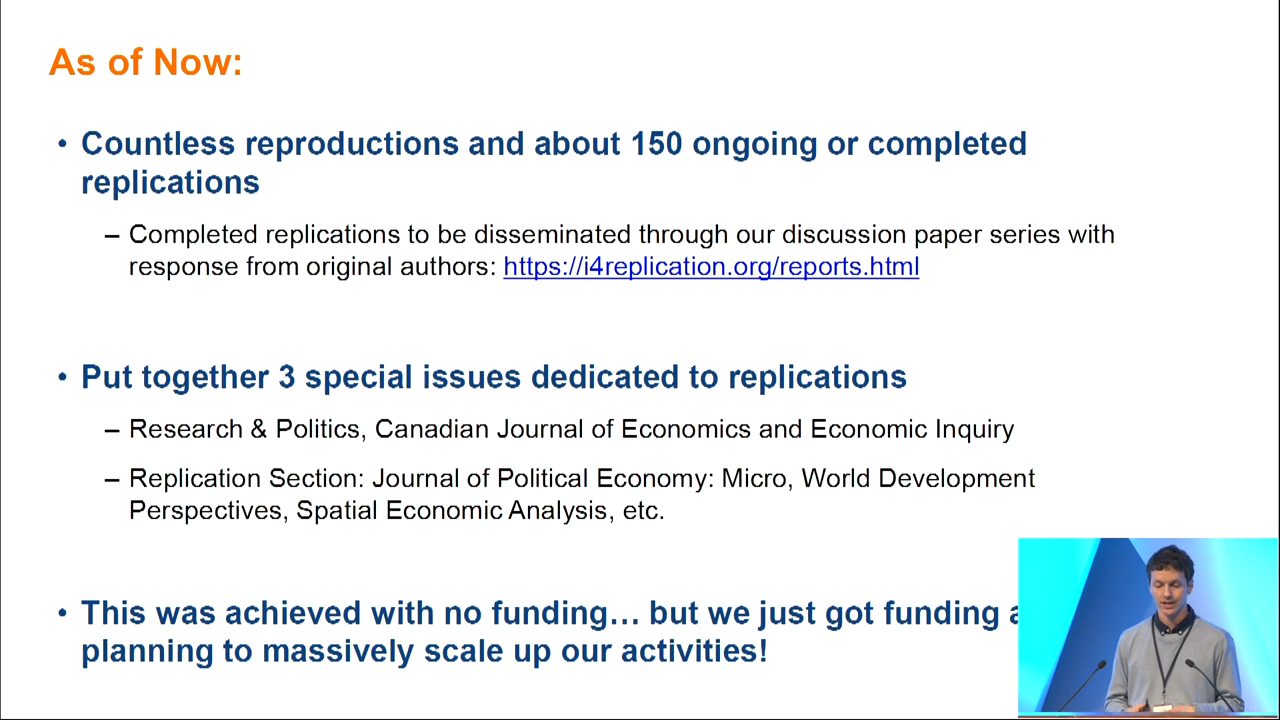 As of Now:
• Countless reproductions and about 150 ongoing or completed
replications
– Completed replications to be disseminated through our discussion paper series with
response from original authors: https://i4replication.org/reports.html
• Put together 3 special issues dedicated to replications
– Research & Politics, Canadian Journal of Economics and Economic Inquiry
– Replication Section: Journal of Political Economy: Micro, World Development
Perspectives, Spatial Economic Analysis, etc.
• This was achieved with no funding… but we just got funding
planning to massively scale up our activities!